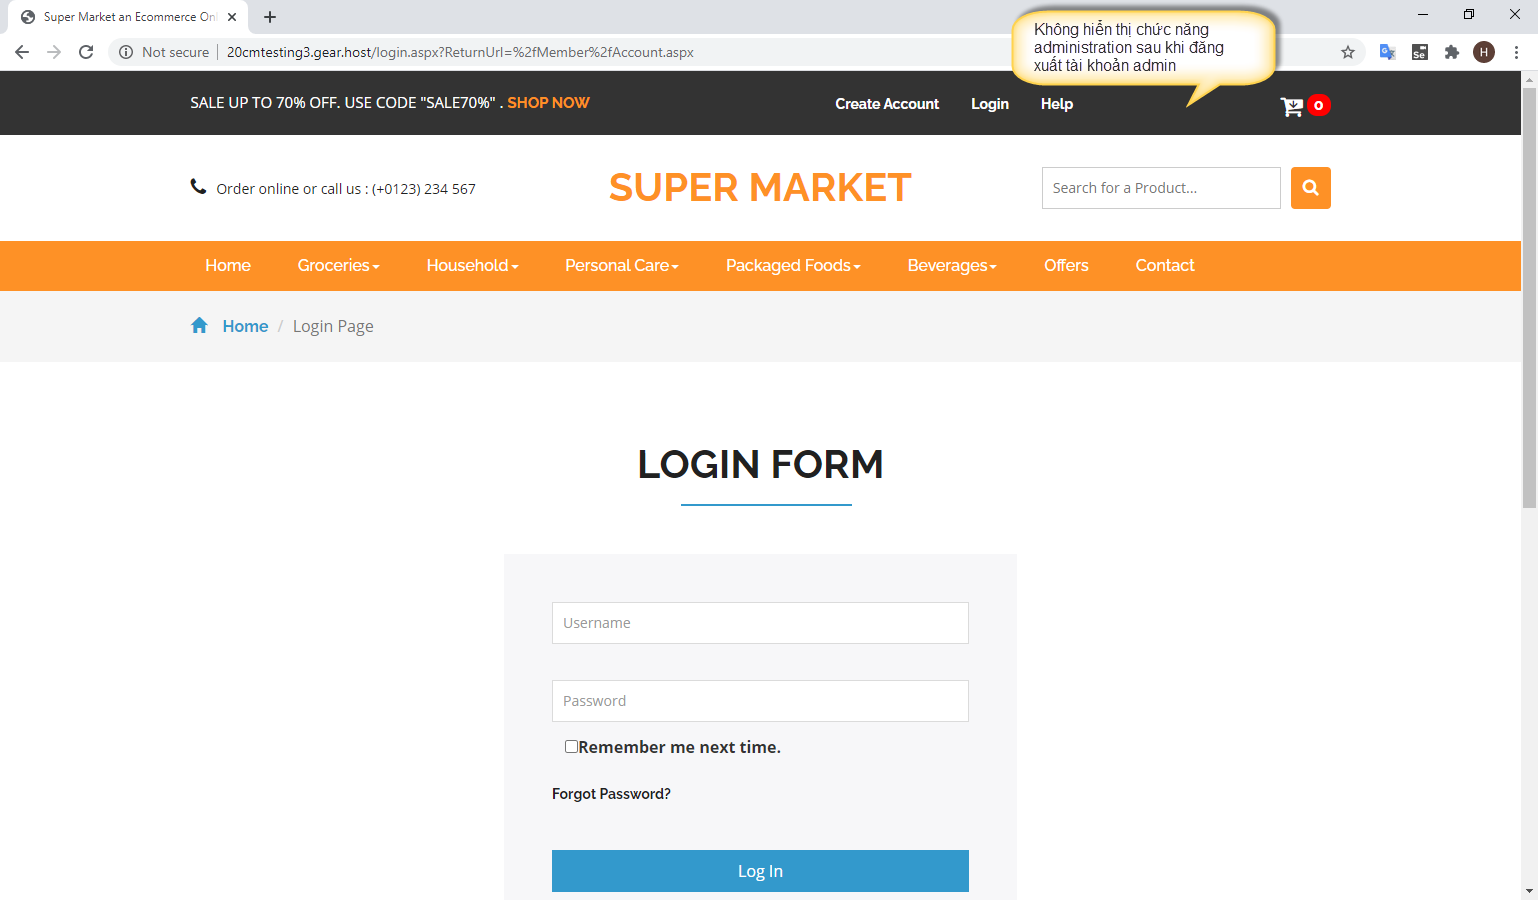 Super Market an Ecommerce Onl
Không hiển thị chức năng
administration sau khi đăng
xuất tài khoản admin
Not secure
20cmtesting3.gear.host/login.aspx?ReturnUrl=%2fMember%2fAccount.aspx
Se
H
SALE UP TO 70% OFF. USE CODE "SALE70%" . SHOP NOW
Create Account Login Help
0
Order online or call us : (+0123) 234 567
SUPER MARKET
Search for a Product...
Home Groceries Household Personal Care Packaged Foods Beverages Offers Contact
Home / Login Page
LOGIN FORM
Username
Password
Remember me next time.
Forgot Password?
Log In